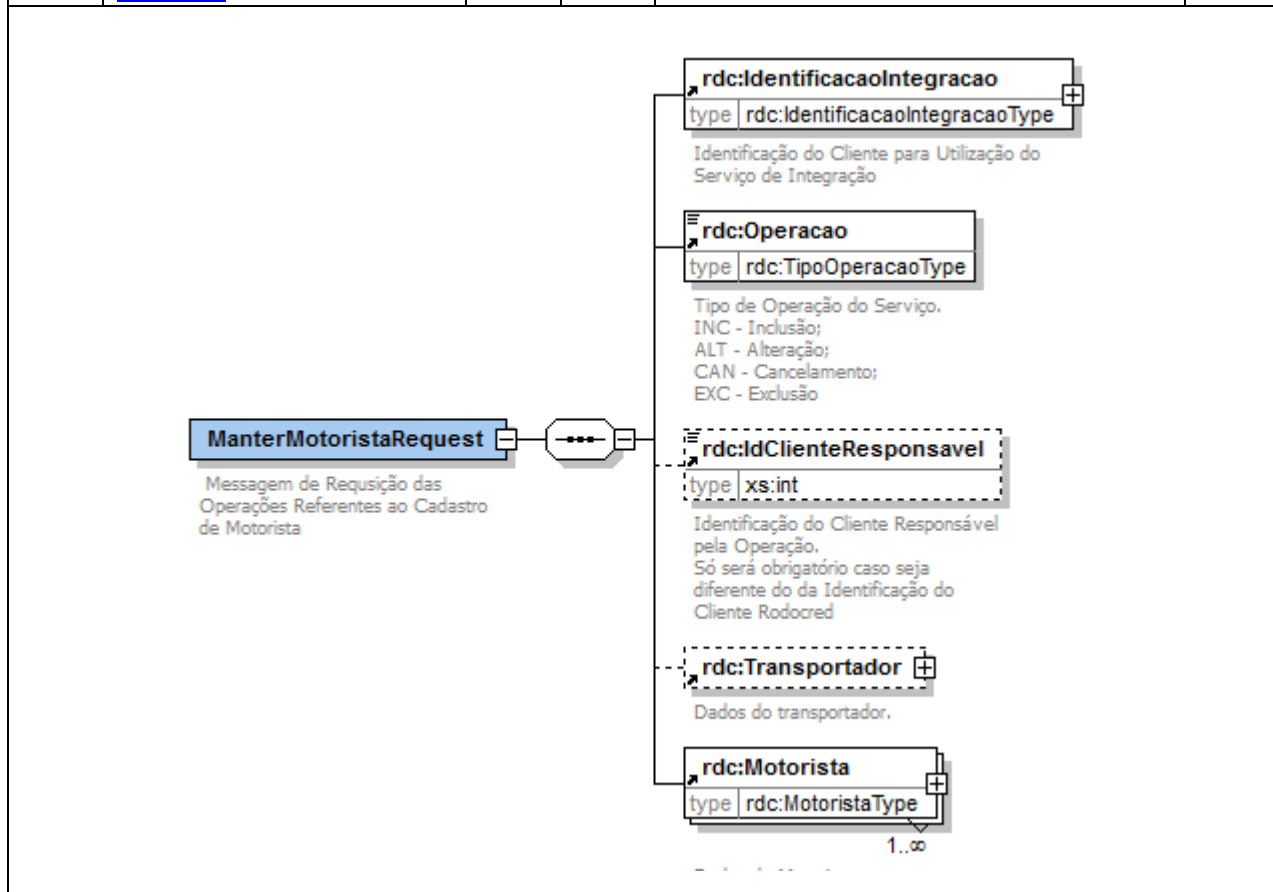 rdc:IdentificacaoIntegracao
type rdc:IdentificacaoIntegracaoType
Identificação do Cliente para Utilização do
Serviço de Integração
rdc:Operacao
type rdc:TipoOperacaoType
Tipo de Operação do Serviço.
INC - Inclusão;
ALT - Alteração;
CAN - Cancelamento;
EXC - Exclusão
ManterMotoristaRequest
Messagem de Requsição das
Operações Referentes ao Cadastro
de Motorista
rdc:IdClienteResponsavel
type xs:int
Identificação do Cliente Responsável
pela Operação.
Só será obrigatório caso seja
diferente do da Identificação do
Cliente Rodocred
rdc:Transportador
Dados do transportador.
rdc:Motorista
type rdc:MotoristaType
1..∞